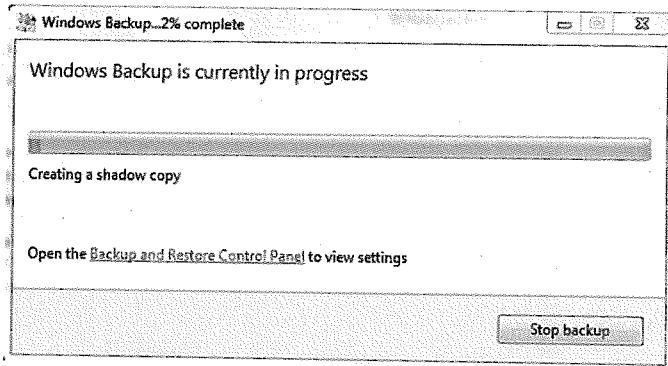 Windows Backup...2% complete
Windows Backup is currently in progress
Creating a shadow copy
Open the Backup and Restore Control Panel to view settings
Stop backup